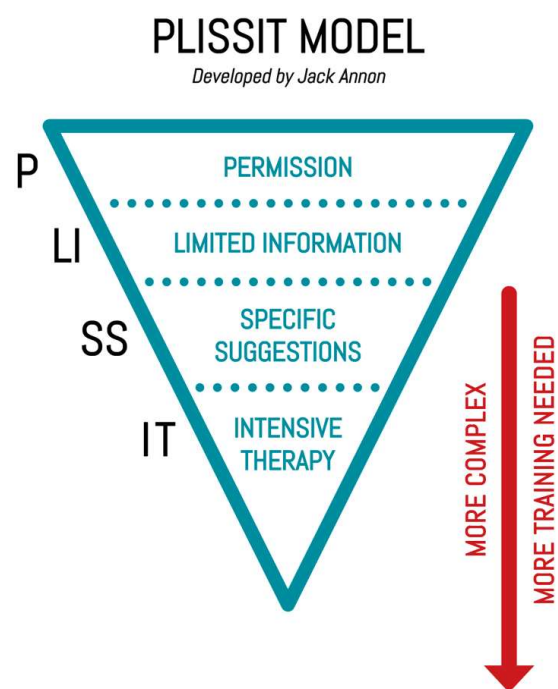 PLISSIT MODEL
Developed by Jack Annon
P
PERMISSION
LI
LIMITED INFORMATION
SS
SPECIFIC
SUGGESTIONS
IT
INTENSIVE
THERAPY
MORE COMPLEX
MORE TRAINING NEEDED